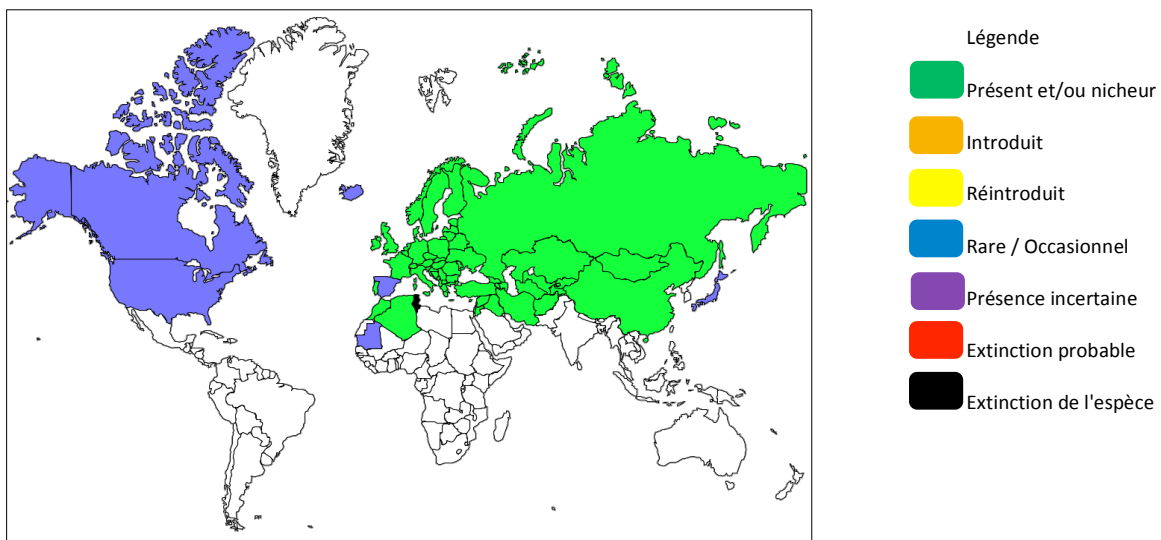 Légende
Présent et/ou nicheur
Introduit
Réintroduit
Rare / Occasionnel
Présence incertaine
Extinction probable
Extinction de l'espèce